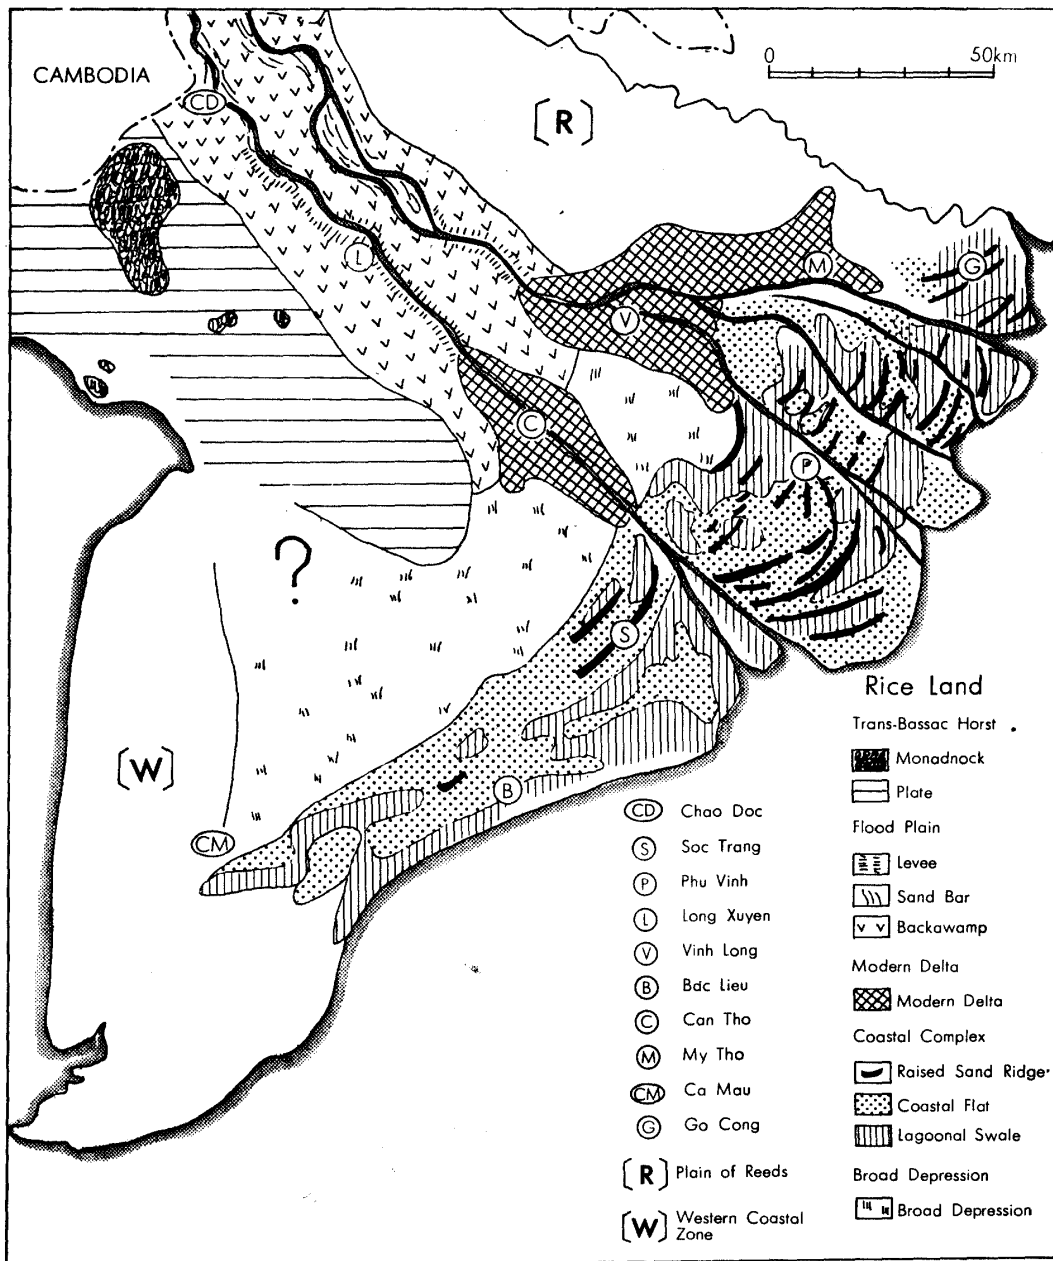 0 50km
CAMBODIA
CD
[R]
L
M
G
V
C
P
?
S
[W]
B
CM
Rice Land
Trans-Bassac Horst .
Monadnock
Plate
Flood Plain
Levee
Sand Bar
Backawamp
Modern Delta
Modern Delta
Coastal Complex
Raised Sand Ridge
Coastal Flat
Lagoonal Swale
Broad Depression
Broad Depression
CD Chao Doc
S Soc Trang
P Phu Vinh
L Long Xuyen
V Vinh Long
B Bac Lieu
C Can Tho
M My Tho
CM Ca Mau
G Go Cong
[R] Plain of Reeds
[W] Western Coastal
Zone